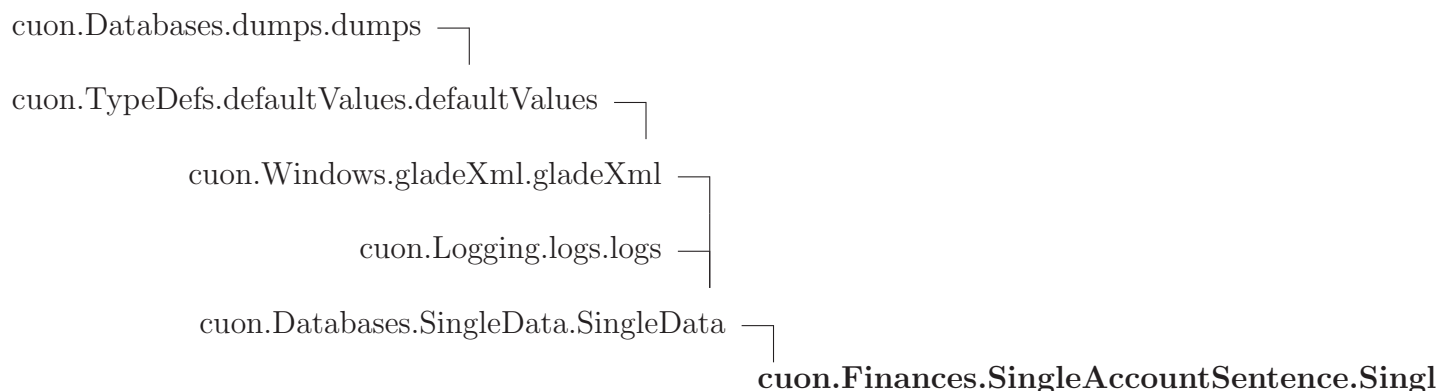 cuon.Databases.dumps.dumps
cuon.TypeDefs.defaultValues.defaultValues
cuon.Windows.gladeXml.gladeXml
cuon.Logging.logs.logs
cuon.Databases.SingleData.SingleData
cuon.Finances.SingleAccountSentence.Singl